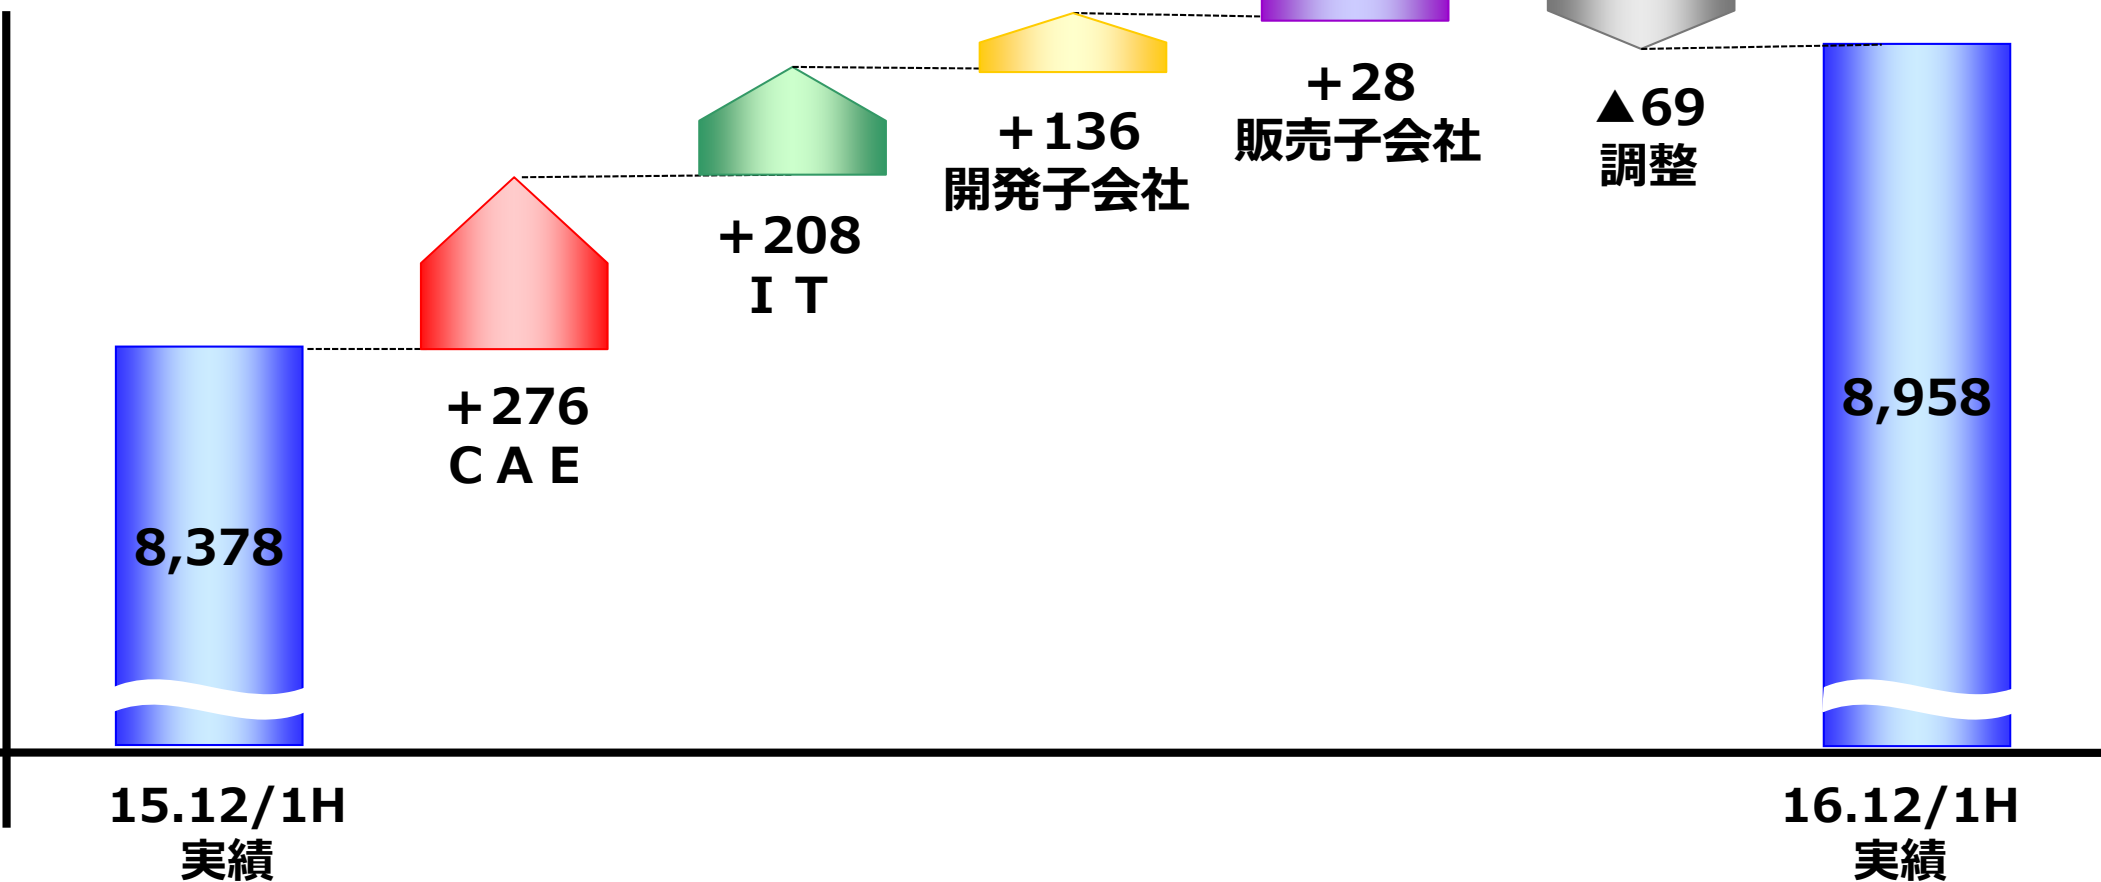 +28
販売子会社
▲69
調整
+136
開発子会社
+208
IT
+276
CAE
8,378
8,958
15.12/1H
実績
16.12/1H
実績